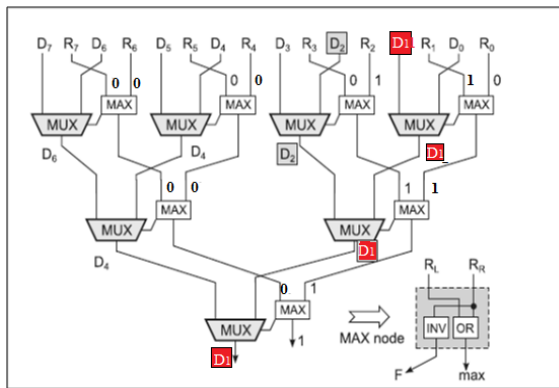 D7 R7 D6 R6 D5 R5 D4 R4 D3 R3 D2 R2 D1 R1 D0 R0
0 0 0 0 0 1 1 0
MUX MAX MUX MAX MUX MAX MUX MAX
D6 D4 D2 D1
0 0 1 1
MUX MAX MUX MAX
D4 D1
0 1
MUX MAX
D1 1
RL RR
INV OR
MAX node
F max